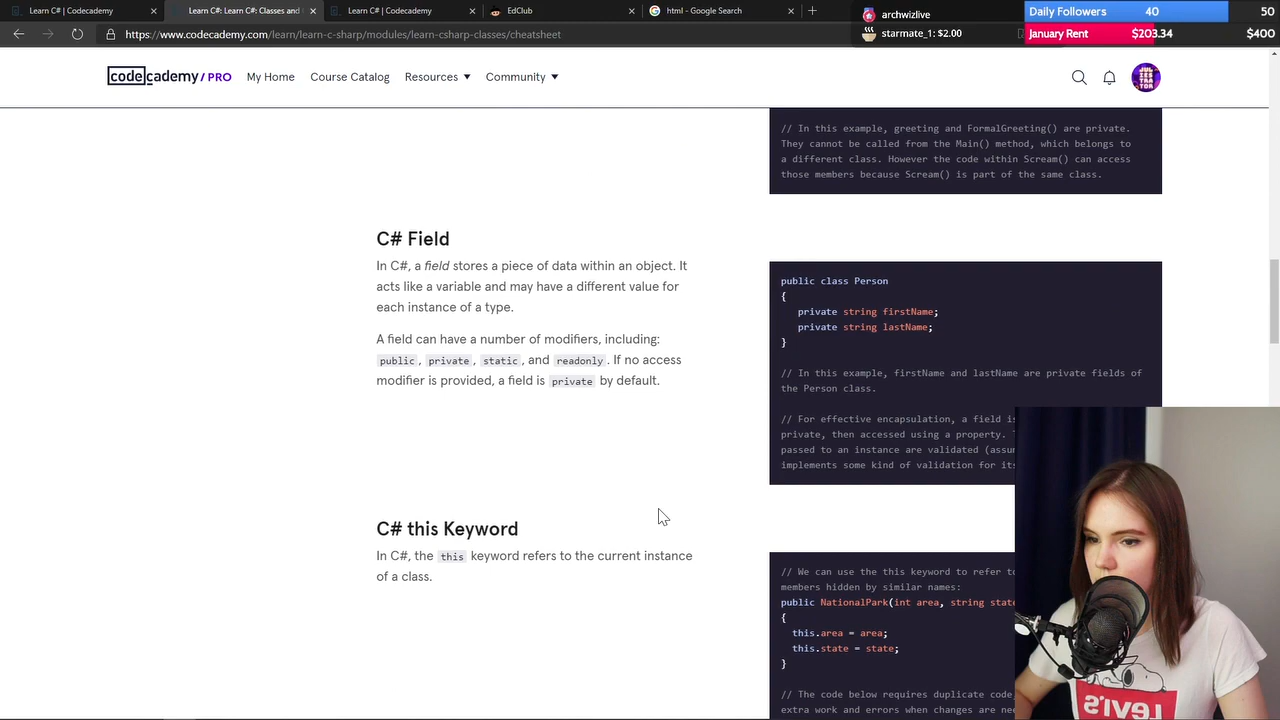 Learn C# | Codecademy
Learn C#: Learn C#: Classes and
Learn C# | Codecademy
EdClub
html - Google Search
https://www.codecademy.com/learn/learn-c-sharp/modules/learn-csharp-classes/cheatsheet
archwizlive
starmate_1: $2.00
Daily Followers 40 50
January Rent $203.34 $400
codecademy / PRO
My Home
Course Catalog
Resources
Community
JULZ
ESTRA
TOR
// In this example, greeting and FormalGreeting() are private.
They cannot be called from the Main() method, which belongs to
a different class. However the code within Scream() can access
those members because Scream() is part of the same class.
C# Field
In C#, a field stores a piece of data within an object. It
acts like a variable and may have a different value for
each instance of a type.
A field can have a number of modifiers, including:
public, private, static, and readonly. If no access
modifier is provided, a field is private by default.
public class Person
{
private string firstName;
private string lastName;
}
// In this example, firstName and lastName are private fields of
the Person class.
// For effective encapsulation, a field is
private, then accessed using a property.
passed to an instance are validated
implements some kind of validation for
C# this Keyword
In C#, the this keyword refers to the current instance
of a class.
// We can use the this keyword to refer to
members hidden by similar names:
public NationalPark(int area, string state
{
this.area = area;
this.state = state;
}
// The code below requires duplicate code
extra work and errors when changes are
LEVI'S